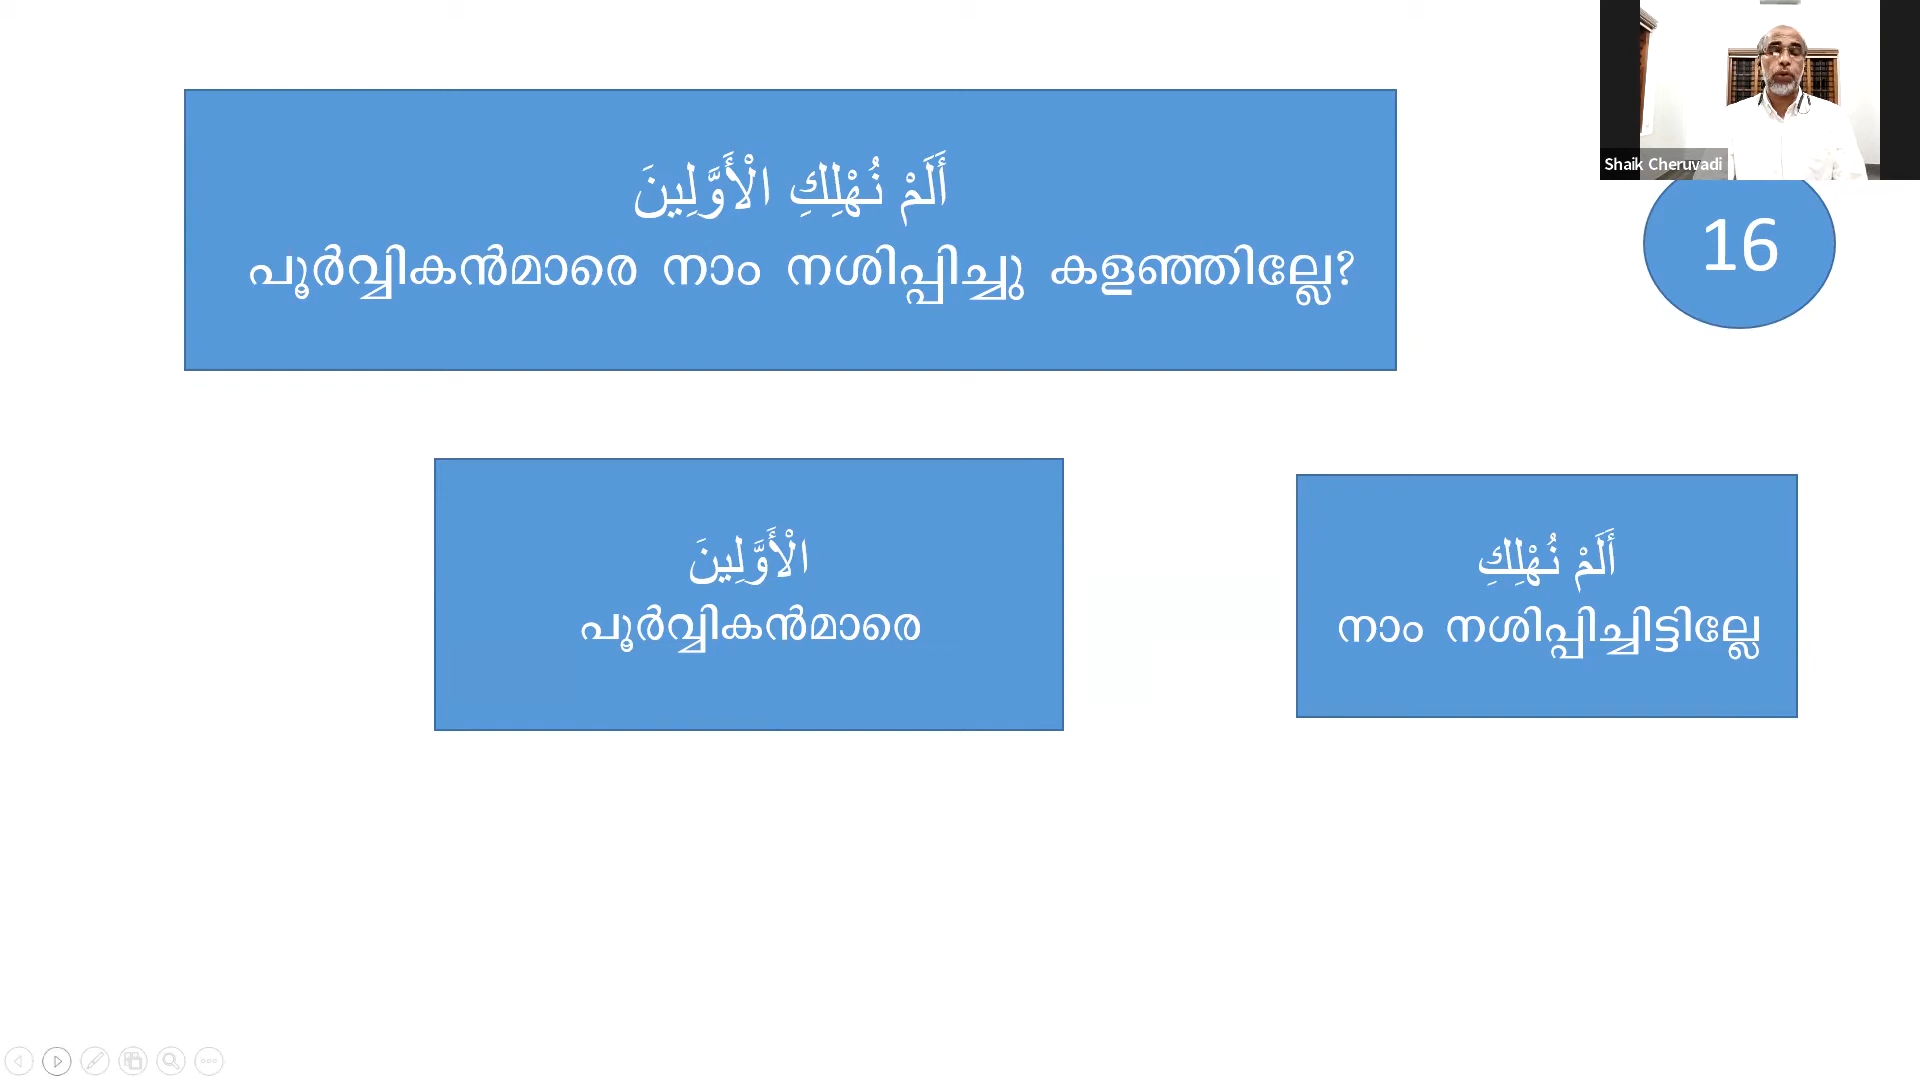 Shaik Cheruvadi
16
أَلَمْ نُهْلِكِ الْأَوَّلِينَ
പൂർവ്വികൻമാരെ നാം നശിപ്പിച്ചു കളഞ്ഞില്ലേ?
أَلَمْ نُهْلِكِ
നാം നശിപ്പിച്ചിട്ടില്ലേ
الْأَوَّلِينَ
പൂർവ്വികൻമാരെ